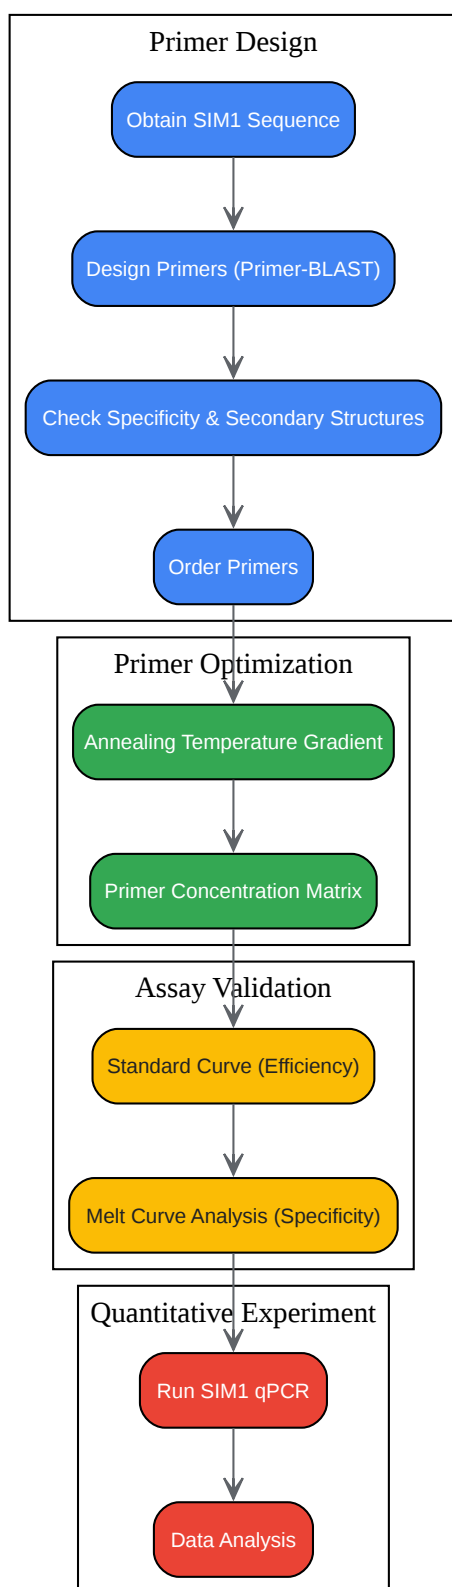 Primer Design
Obtain SIM1 Sequence
Design Primers (Primer-BLAST)
Check Specificity & Secondary Structures
Order Primers
Primer Optimization
Annealing Temperature Gradient
Primer Concentration Matrix
Assay Validation
Standard Curve (Efficiency)
Melt Curve Analysis (Specificity)
Quantitative Experiment
Run SIM1 qPCR
Data Analysis